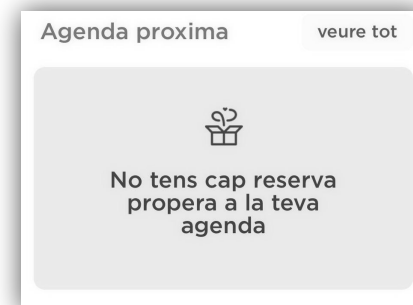 Agenda proxima
veure tot
No tens cap reserva
propera a la teva
agenda